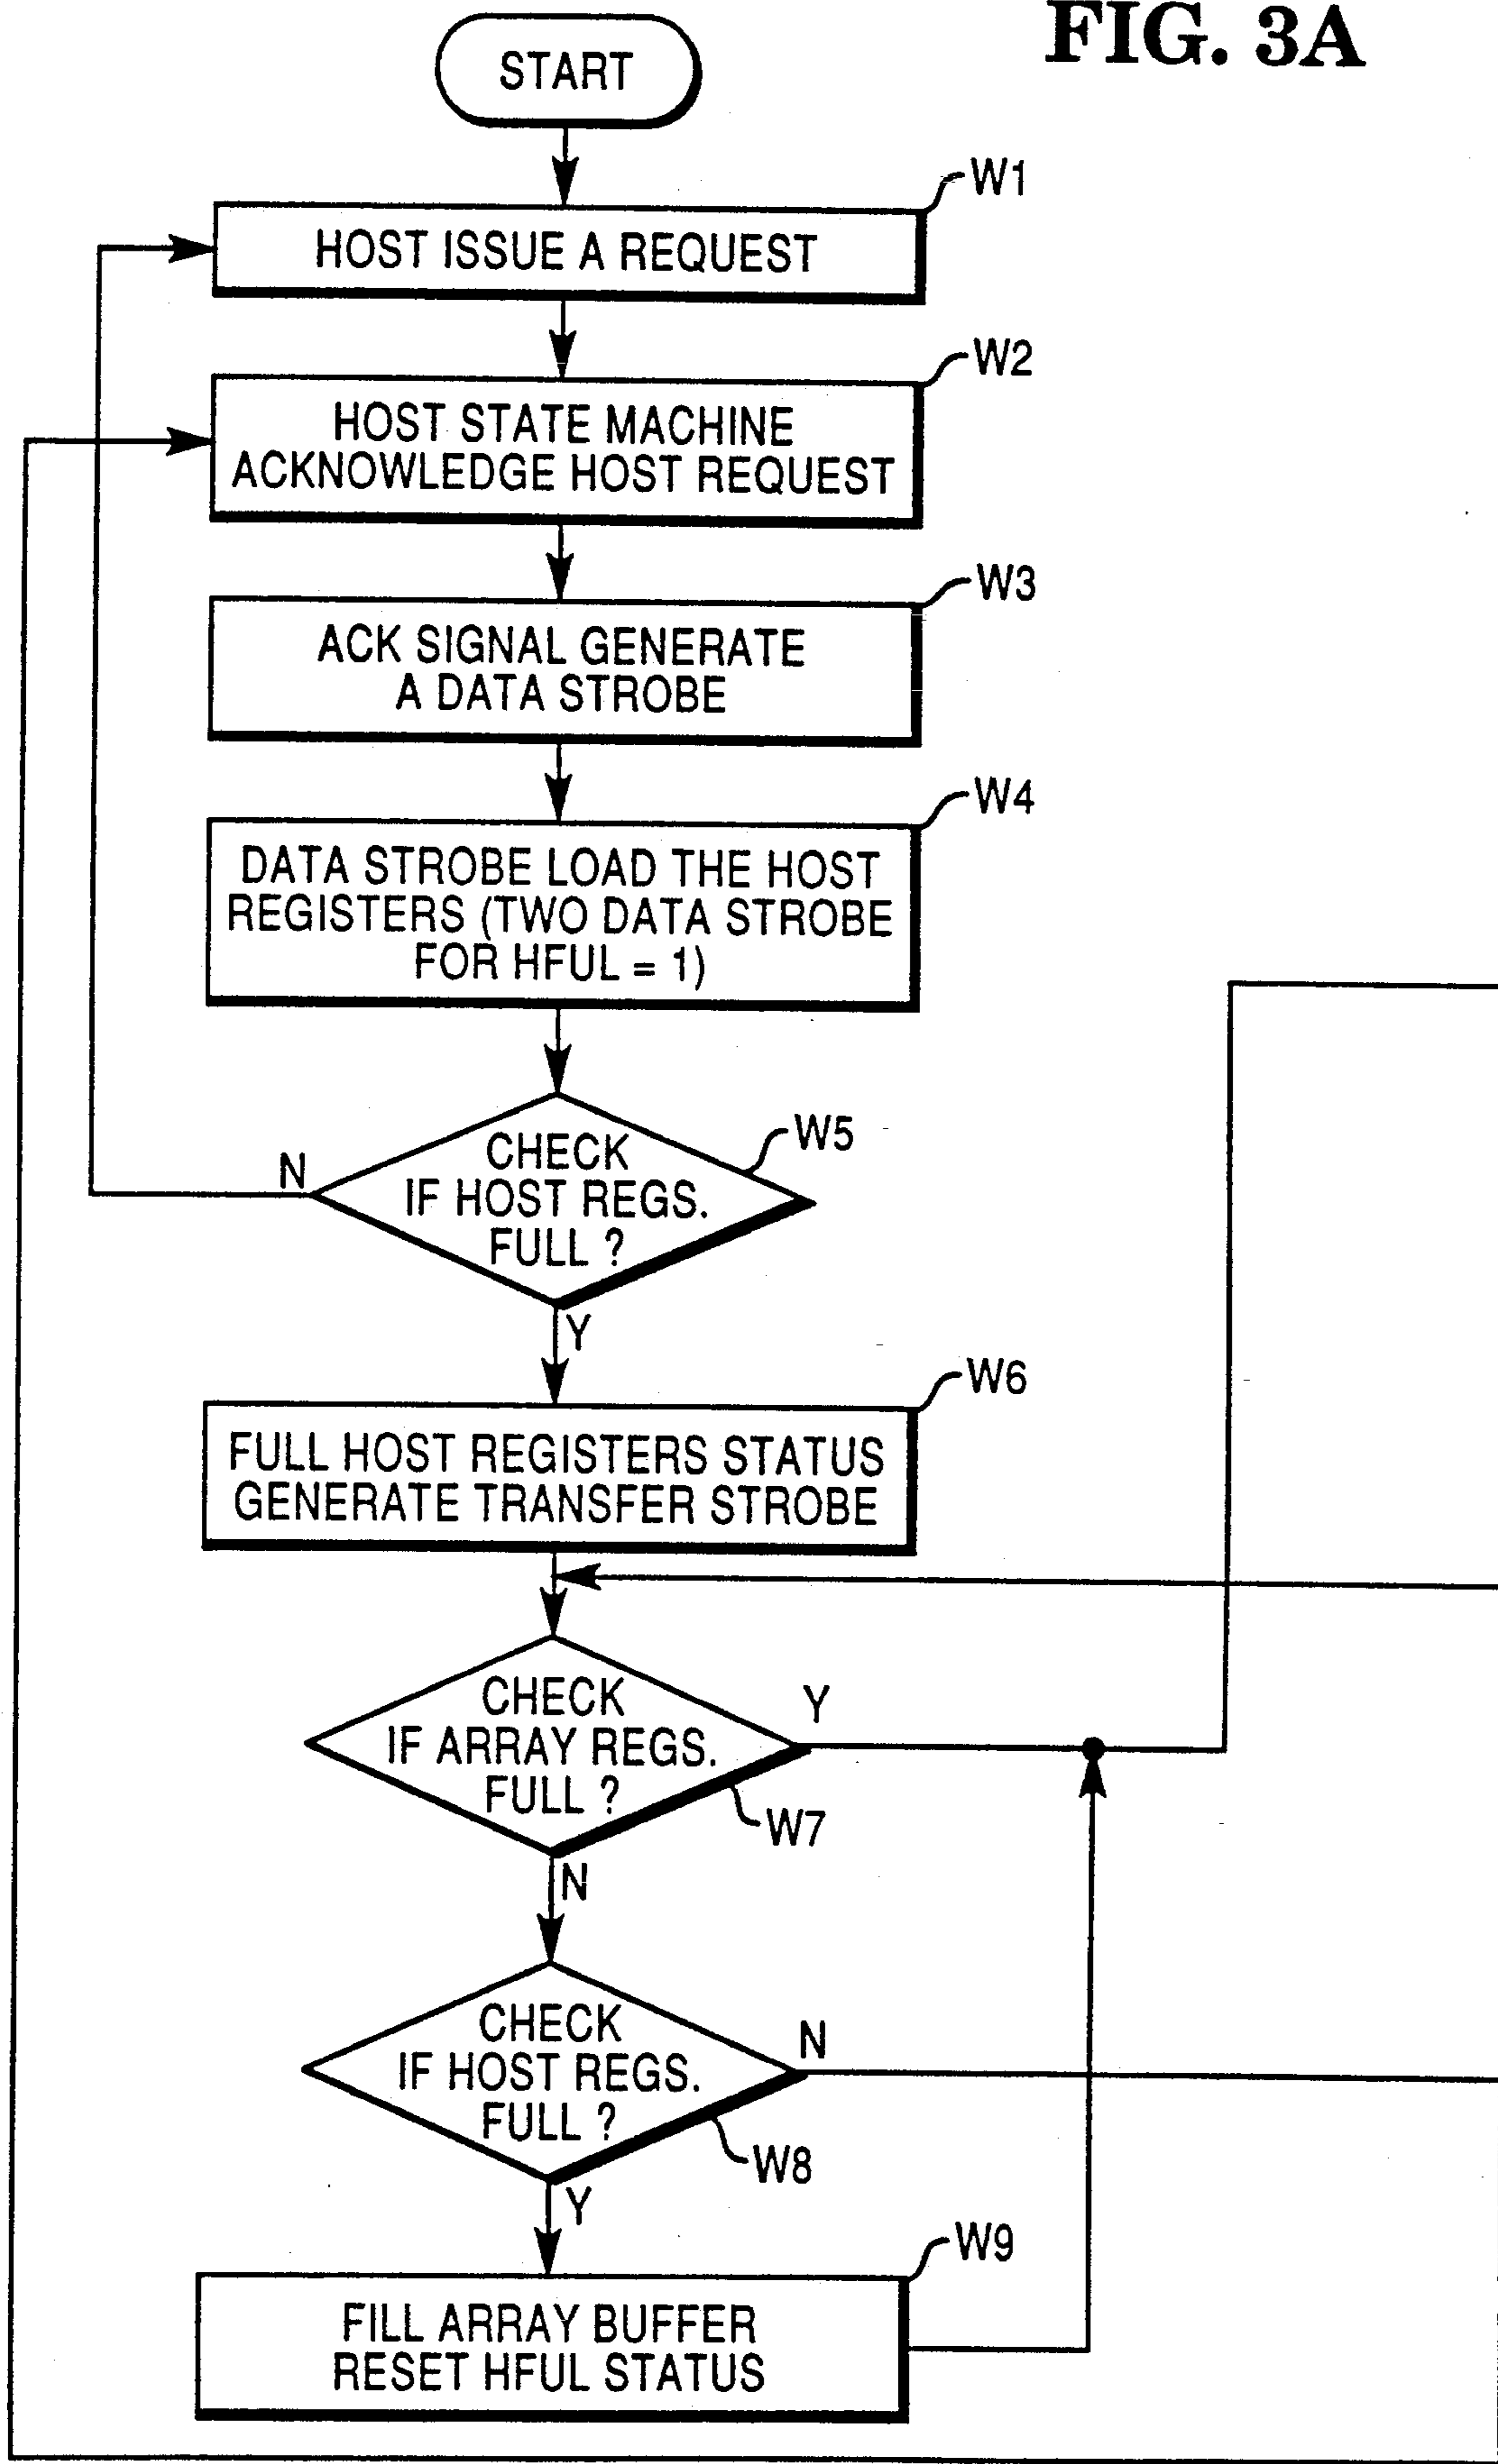 FIG. 3A
START
W1
HOST ISSUE A REQUEST
W2
HOST STATE MACHINE
ACKNOWLEDGE HOST REQUEST
W3
ACK SIGNAL GENERATE
A DATA STROBE
W4
DATA STROBE LOAD THE HOST
REGISTERS (TWO DATA STROBE
FOR HFUL = 1)
W5
N
CHECK
IF HOST REGS.
FULL ?
Y
W6
FULL HOST REGISTERS STATUS
GENERATE TRANSFER STROBE
CHECK
IF ARRAY REGS.
FULL ?
Y
W7
N
CHECK
IF HOST REGS.
FULL ?
N
W8
Y
W9
FILL ARRAY BUFFER
RESET HFUL STATUS